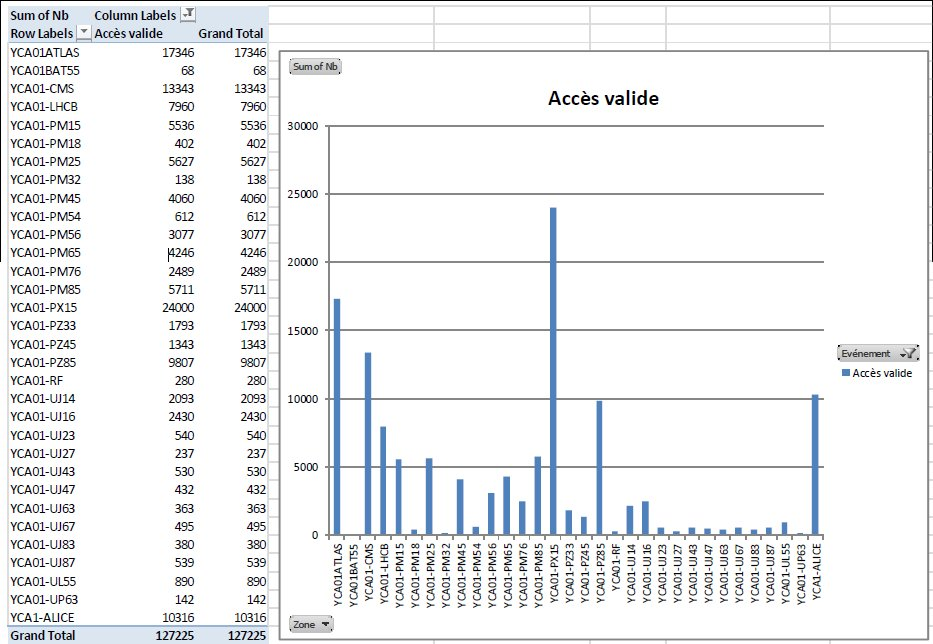 Sum of Nb Column Labels
Row Labels Accès valide Grand Total
YCA01ATLAS 17346 17346
YCA01BAT55 68 68
YCA01-CMS 13343 13343
YCA01-LHCB 7960 7960
YCA01-PM15 5536 5536
YCA01-PM18 402 402
YCA01-PM25 5627 5627
YCA01-PM32 138 138
YCA01-PM45 4060 4060
YCA01-PM54 612 612
YCA01-PM56 3077 3077
YCA01-PM65 4246 4246
YCA01-PM76 2489 2489
YCA01-PM85 5711 5711
YCA01-PX15 24000 24000
YCA01-PZ33 1793 1793
YCA01-PZ45 1343 1343
YCA01-PZ85 9807 9807
YCA01-RF 280 280
YCA01-UJ14 2093 2093
YCA01-UJ16 2430 2430
YCA01-UJ23 540 540
YCA01-UJ27 237 237
YCA01-UJ43 530 530
YCA01-UJ47 432 432
YCA01-UJ63 363 363
YCA01-UJ67 495 495
YCA01-UJ83 380 380
YCA01-UJ87 539 539
YCA01-UL55 890 890
YCA01-UP63 142 142
YCA1-ALICE 10316 10316
Grand Total 127225 127225
Sum of Nb
Accès valide
30000
25000
20000
15000
10000
5000
0
YCA01ATLAS
YCA01BAT55
YCA01-CMS
YCA01-LHCB
YCA01-PM15
YCA01-PM18
YCA01-PM25
YCA01-PM32
YCA01-PM45
YCA01-PM54
YCA01-PM56
YCA01-PM65
YCA01-PM76
YCA01-PM85
YCA01-PX15
YCA01-PZ33
YCA01-PZ45
YCA01-PZ85
YCA01-RF
YCA01-UJ14
YCA01-UJ16
YCA01-UJ23
YCA01-UJ27
YCA01-UJ43
YCA01-UJ47
YCA01-UJ63
YCA01-UJ67
YCA01-UJ83
YCA01-UJ87
YCA01-UL55
YCA01-UP63
YCA1-ALICE
Evénement
Accès valide
Zone